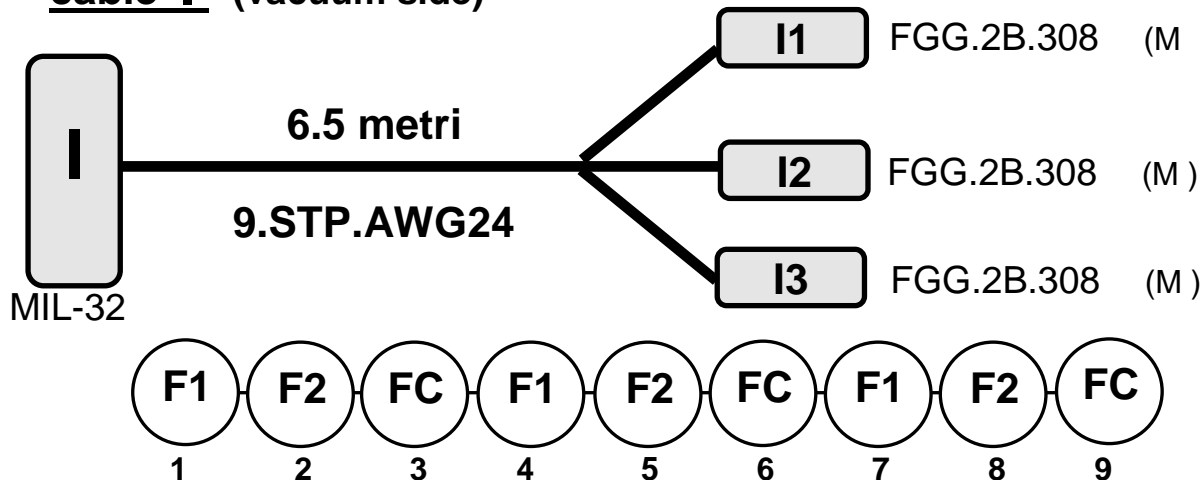 (vacuum side)
I1 FGG.2B.308 (M
I
6.5 metri
I2 FGG.2B.308 (M )
9.STP.AWG24
I3 FGG.2B.308 (M )
MIL-32
F1 F2 FC F1 F2 FC F1 F2 FC
1 2 3 4 5 6 7 8 9